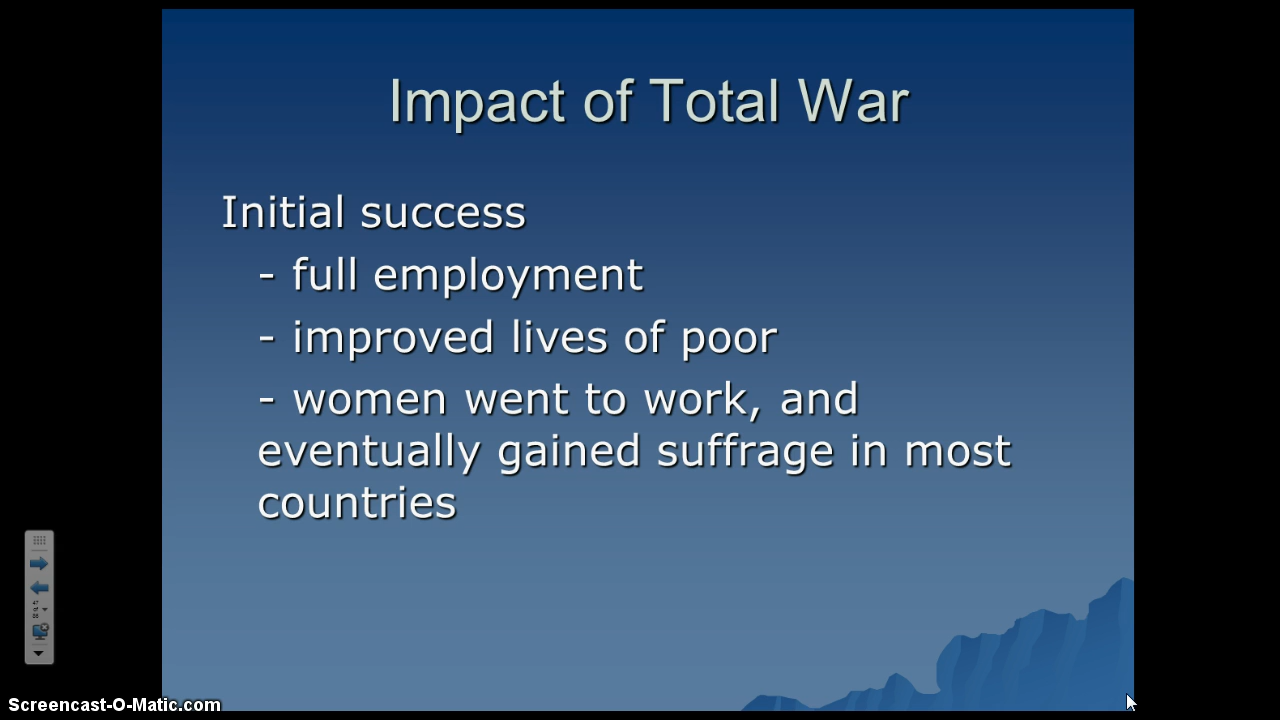 Impact of Total War
Initial success
- full employment
- improved lives of poor
- women went to work, and
eventually gained suffrage in most
countries
Screencast-O-Matic.com